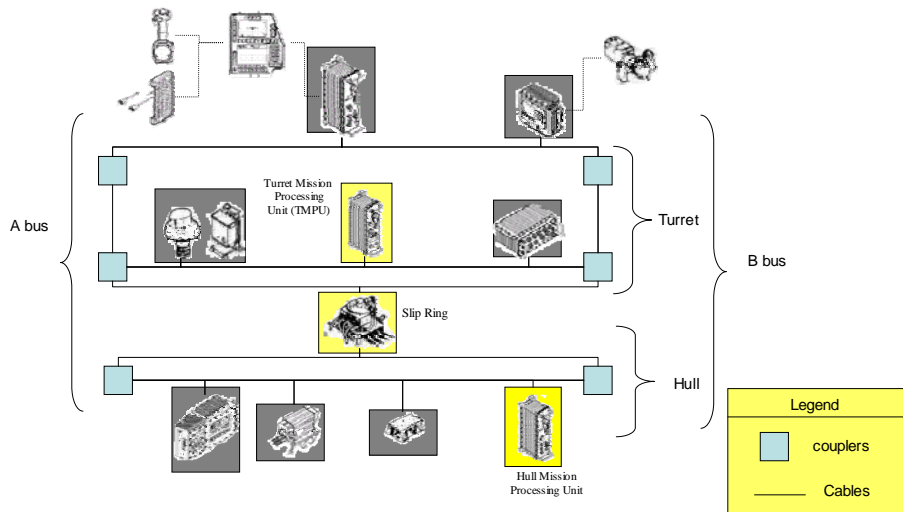 Turret Mission
Processing
Unit (TMPU)
A bus
Turret
B bus
Slip Ring
Hull
Legend
couplers
Cables
Hull Mission
Processing Unit